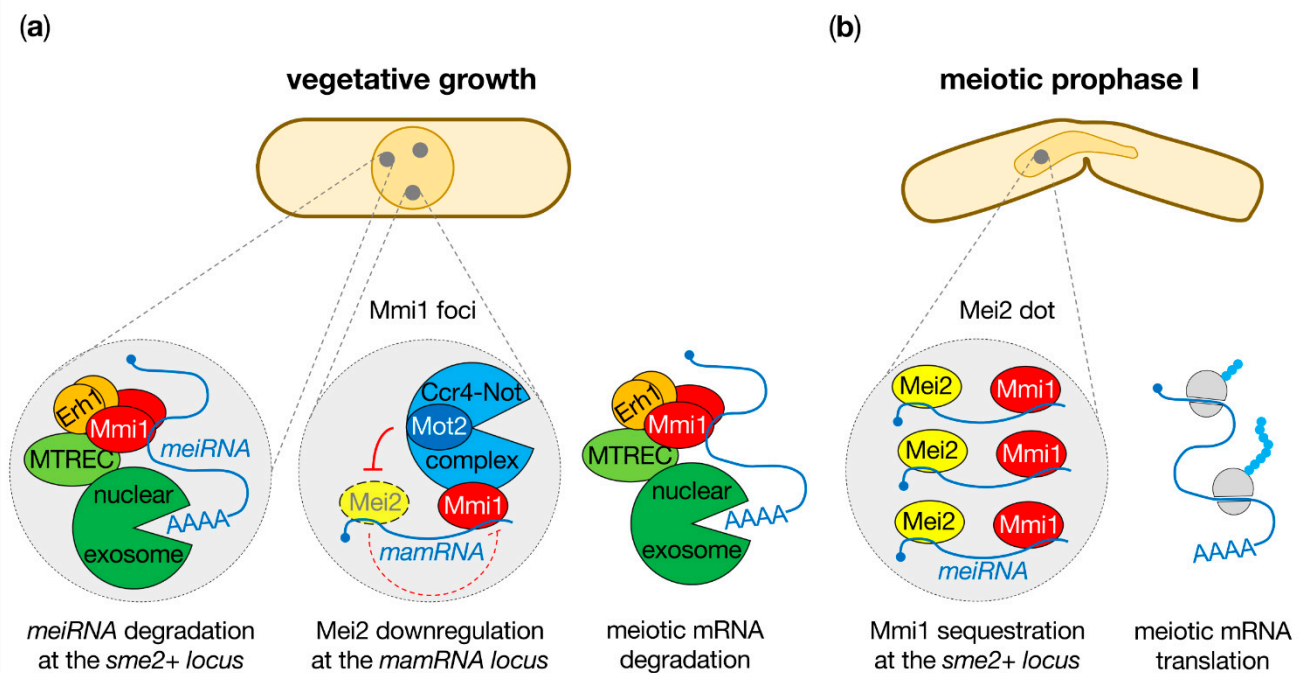 (a)
vegetative growth
Mmi1 foci
Erh1
Mmi1
meiRNA
MTREC
nuclear
exosome
AAAA
meiRNA degradation
at the sme2+ locus
Ccr4-Not
Mot2
complex
Mei2
Mmi1
mamRNA
Mei2 downregulation
at the mamRNA locus
Erh1
Mmi1
MTREC
nuclear
exosome
AAAA
meiotic mRNA
degradation
(b)
meiotic prophase I
Mei2 dot
Mei2 Mmi1
Mei2 Mmi1
Mei2 Mmi1
meiRNA
Mmi1 sequestration
at the sme2+ locus
AAAA
meiotic mRNA
translation